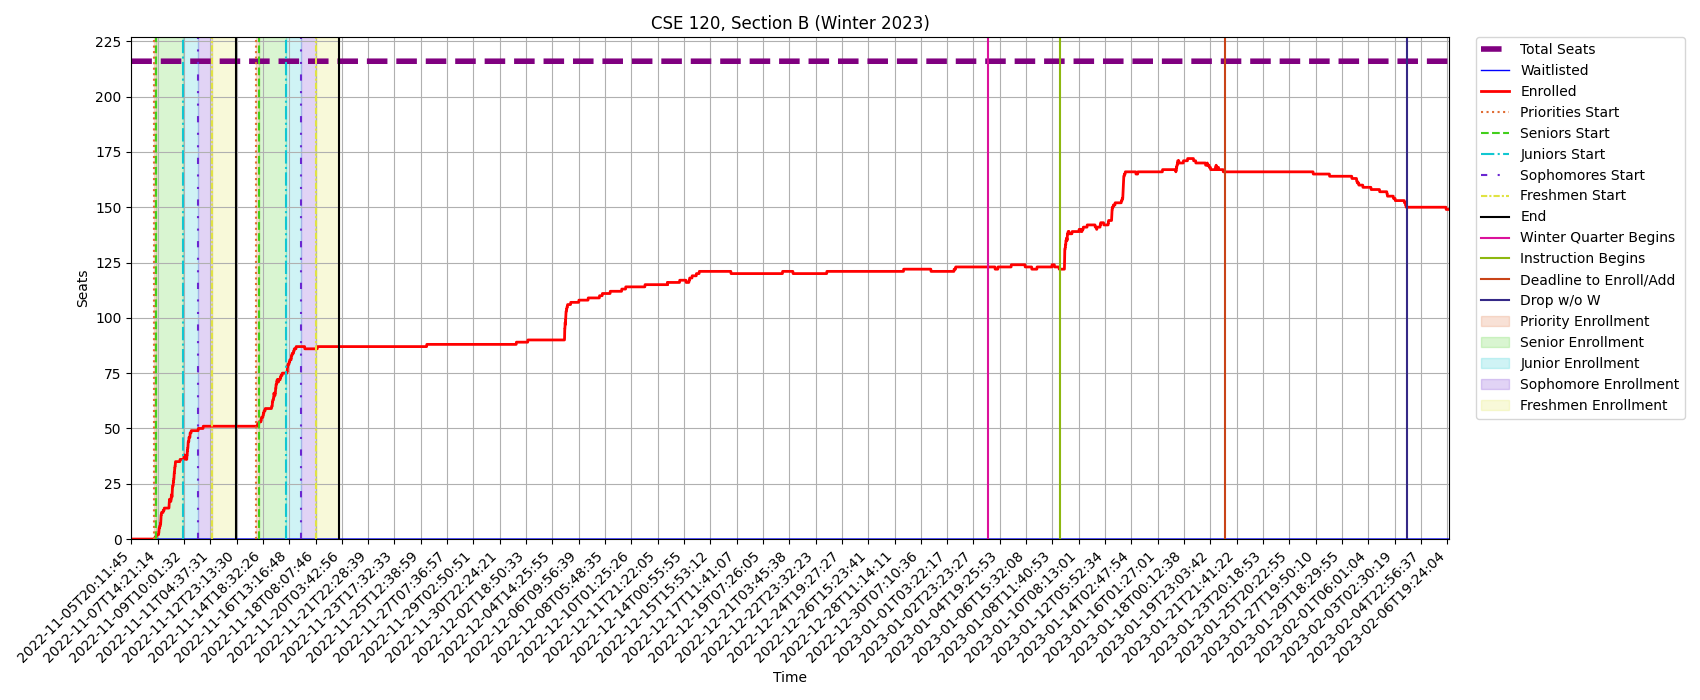 CSE 120, Section B (Winter 2023)
Seats
225
200
175
150
125
100
75
50
25
0
2022-11-05T20:11:45
2022-11-07T14:21:14
2022-11-09T10:01:32
2022-11-11T04:37:31
2022-11-12T23:13:30
2022-11-14T18:32:26
2022-11-16T13:16:48
2022-11-18T08:07:46
2022-11-20T03:42:56
2022-11-21T22:28:39
2022-11-23T17:32:33
2022-11-25T12:38:59
2022-11-27T07:36:57
2022-11-29T02:50:51
2022-11-30T22:24:21
2022-12-02T18:50:33
2022-12-04T14:25:55
2022-12-06T09:56:39
2022-12-08T05:48:35
2022-12-10T01:25:26
2022-12-11T21:22:05
2022-12-14T00:55:55
2022-12-15T15:53:12
2022-12-17T11:41:07
2022-12-19T07:26:05
2022-12-21T03:45:38
2022-12-22T23:32:23
2022-12-24T19:27:27
2022-12-26T15:23:41
2022-12-28T11:14:11
2022-12-30T07:10:36
2023-01-01T03:22:17
2023-01-02T23:23:27
2023-01-04T19:25:53
2023-01-06T15:32:08
2023-01-08T11:40:53
2023-01-10T08:13:01
2023-01-12T05:52:34
2023-01-14T02:47:54
2023-01-16T01:27:01
2023-01-18T00:12:38
2023-01-19T23:03:42
2023-01-21T21:41:22
2023-01-23T20:18:53
2023-01-25T20:22:55
2023-01-27T19:50:10
2023-01-29T18:29:55
2023-02-01T06:01:04
2023-02-03T02:30:19
2023-02-04T22:56:37
2023-02-06T19:24:04
Time
Total Seats
Waitlisted
Enrolled
Priorities Start
Seniors Start
Juniors Start
Sophomores Start
Freshmen Start
End
Winter Quarter Begins
Instruction Begins
Deadline to Enroll/Add
Drop w/o W
Priority Enrollment
Senior Enrollment
Junior Enrollment
Sophomore Enrollment
Freshmen Enrollment